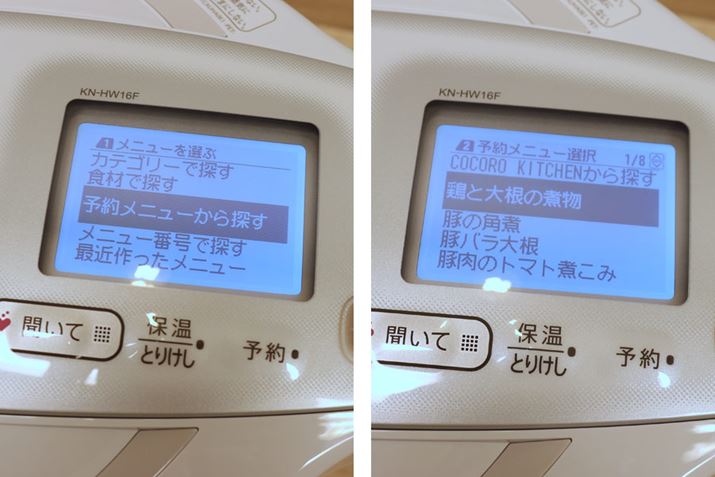 KN-HW16F
1 メニューを選ぶ
カテゴリーで探す
食材で探す
予約メニューから探す
メニュー番号で探す
最近作ったメニュー
聞いて
保温
とりけし
予約
KN-HW16F
2 予約メニュー選択 1/8
COCORO KITCHENから探す
鶏と大根の煮物
豚の角煮
豚バラ大根
豚肉のトマト煮こみ
聞いて
保温
とりけし
予約